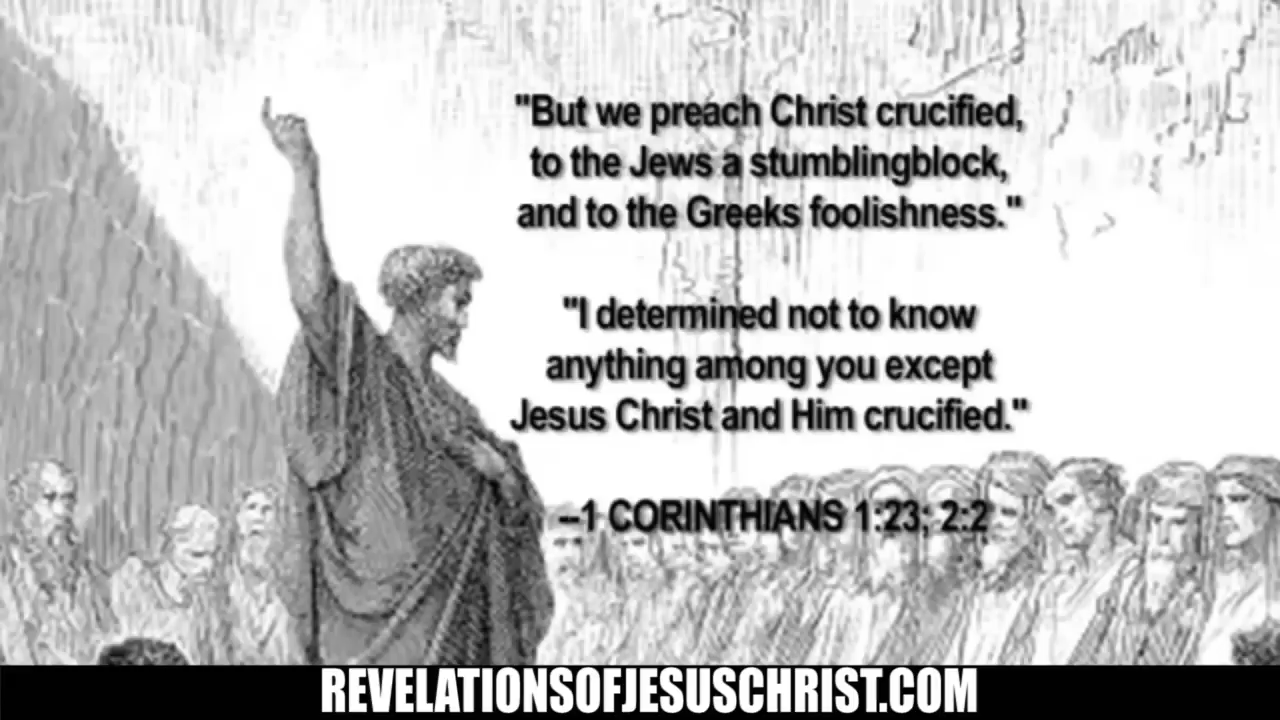 "But we preach Christ crucified,
to the Jews a stumblingblock,
and to the Greeks foolishness."
"I determined not to know
anything among you except
Jesus Christ and Him crucified."
–1 CORINTHIANS 1:23; 2:2
REVELATIONSOFJESUSCHRIST.COM